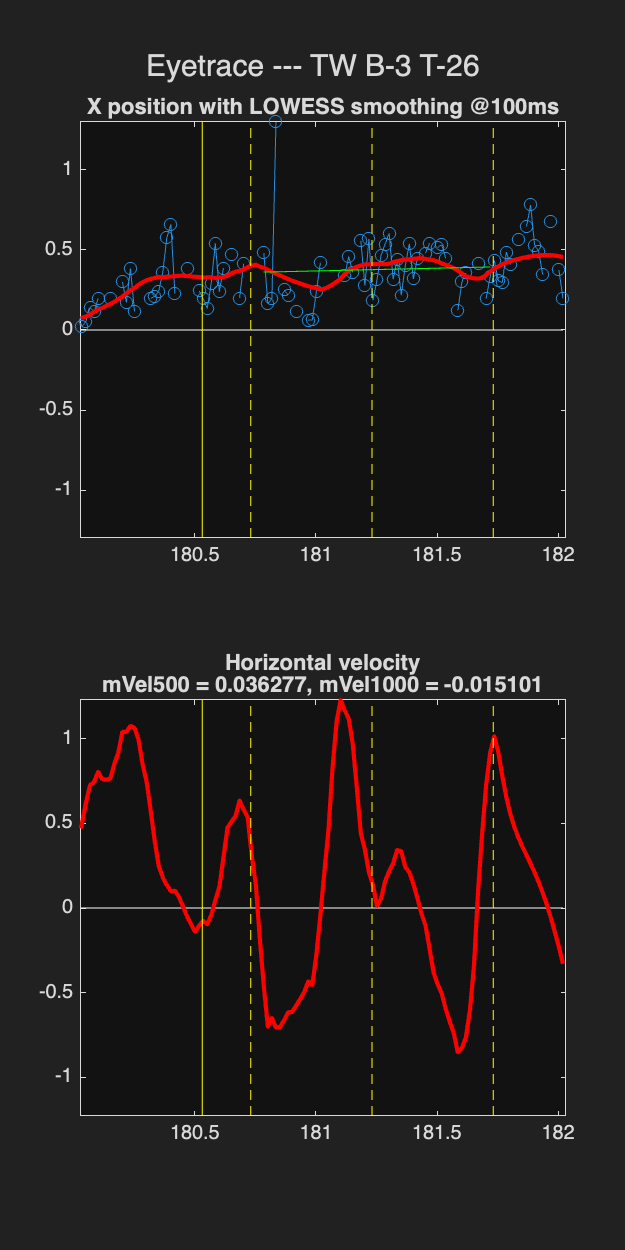 Eyetrace --- TW B-3 T-26
X position with LOWESS smoothing @100ms
1
0.5
0
-0.5
-1
180.5 181 181.5 182
Horizontal velocity
mVel500 = 0.036277, mVel1000 = -0.015101
1
0.5
0
-0.5
-1
180.5 181 181.5 182